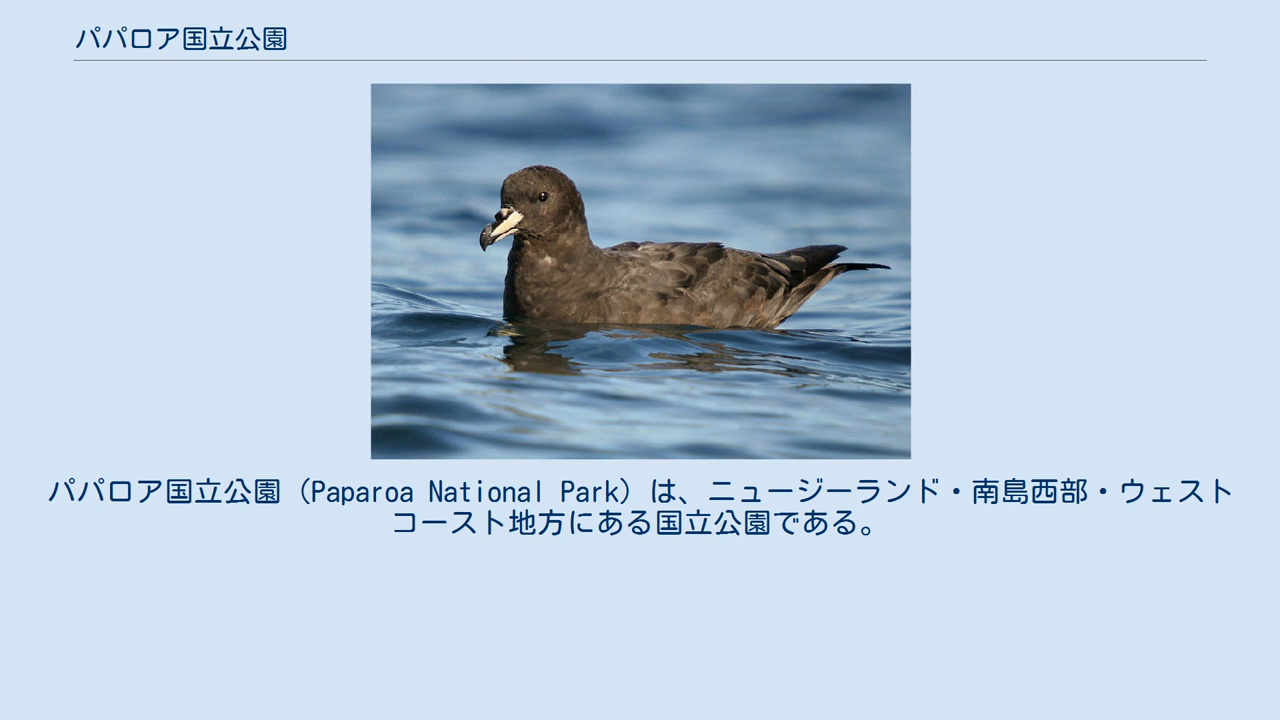 パパロア国立公園
パパロア国立公園（Paparoa National Park）は、ニュージーランド・南島西部・ウェスト
コースト地方にある国立公園である。